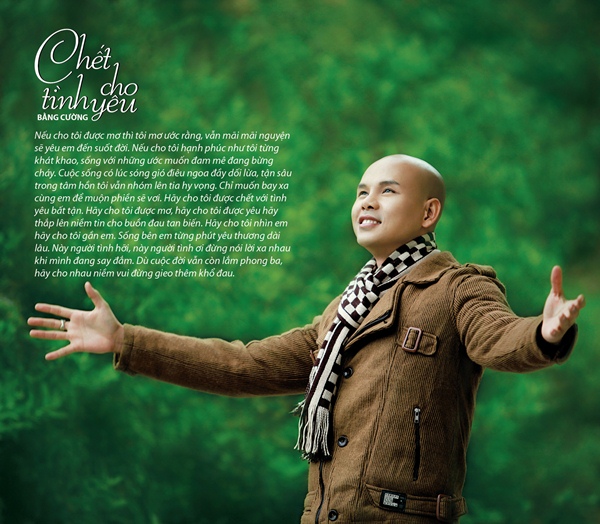 Chết
cho
tình yêu
BẰNG CƯỜNG
Nếu cho tôi được mơ thì tôi mơ ước rằng, vẫn mãi mãi nguyện
sẽ yêu em đến suốt đời. Nếu cho tôi hạnh phúc như tôi từng
khát khao, sống với những ước muốn đam mê đang bừng
cháy. Cuộc sống có lúc sóng gió điêu ngoa đầy dối lừa, tận sâu
trong tâm hồn tôi vẫn nhóm lên tia hy vọng. Chỉ muốn bay xa
cùng em để muộn phiền sẽ vơi. Hãy cho tôi được chết với tình
yêu bất tận. Hãy cho tôi được mơ, hãy cho tôi được yêu hãy
thắp lên niềm tin cho buồn đau tan biến. Hãy cho tôi nhìn em
hãy cho tôi gần em. Sống bên em từng phút yêu thương dài
lâu. Này người tình hỡi, này người tình ơi đừng nói lời xa nhau
khi mình đang say đắm. Dù cuộc đời vẫn còn lắm phong ba,
hãy cho nhau niềm vui đừng gieo thêm khổ đau.